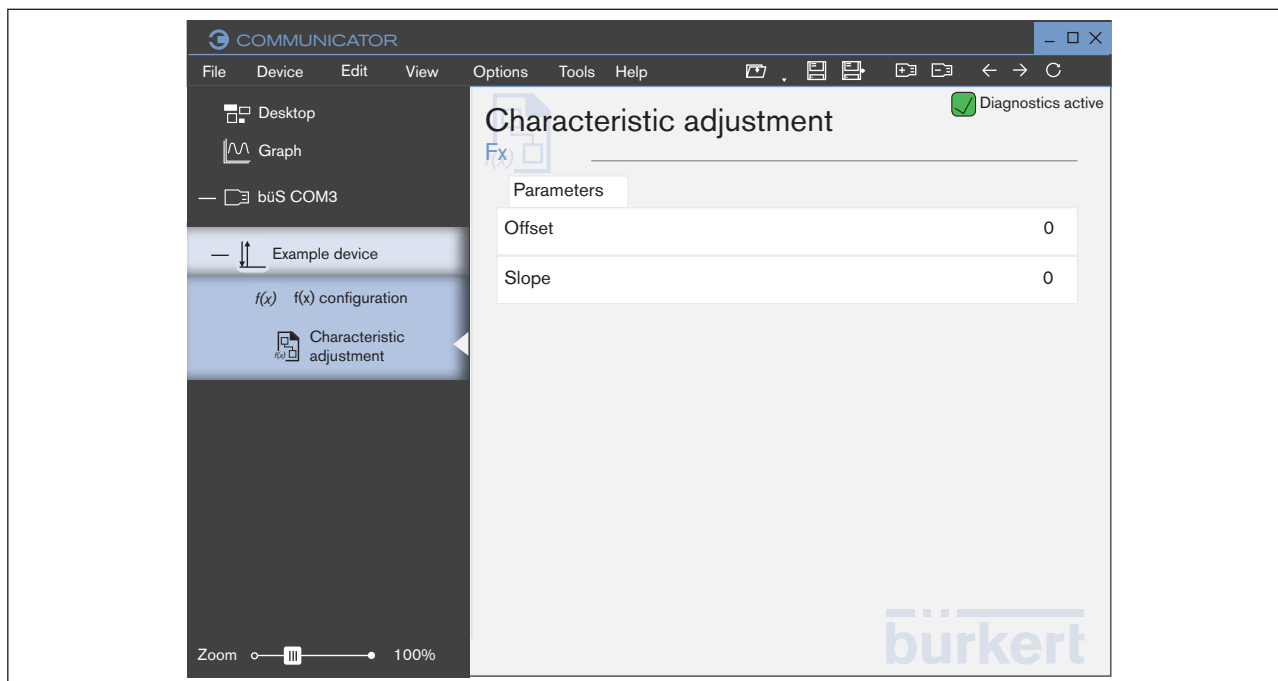 COMMUNICATOR
File Device Edit View Options Tools Help
Desktop
Graph
büS COM3
Example device
f(x) f(x) configuration
f(x) Characteristic
adjustment
Zoom 100%
Diagnostics active
Characteristic adjustment
Fx
f(x)
Parameters
Offset 0
Slope 0
bürkert